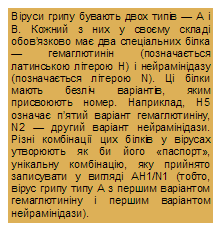 Віруси грипу бувають двох типів — А і
В. Кожний з них у своєму складі
обов'язково має два спеціальних білка
— гемаглютинін (позначається
латинською літерою Н) і нейрамінідазу
(позначається літерою N). Ці білки
мають безліч варіантів, яким
присвоюють номер. Наприклад, Н5
означає п'ятий варіант гемаглютиніну,
N2 — другий варіант нейрамінідази.
Різні комбінації цих білків у вірусах
утворюють як би його «паспорт»,
унікальну комбінацію, яку прийнято
записувати у вигляді АН1/N1 (тобто,
вірус грипу типу А з першим варіантом
гемаглютиніну і першим варіантом
нейрамінідази).